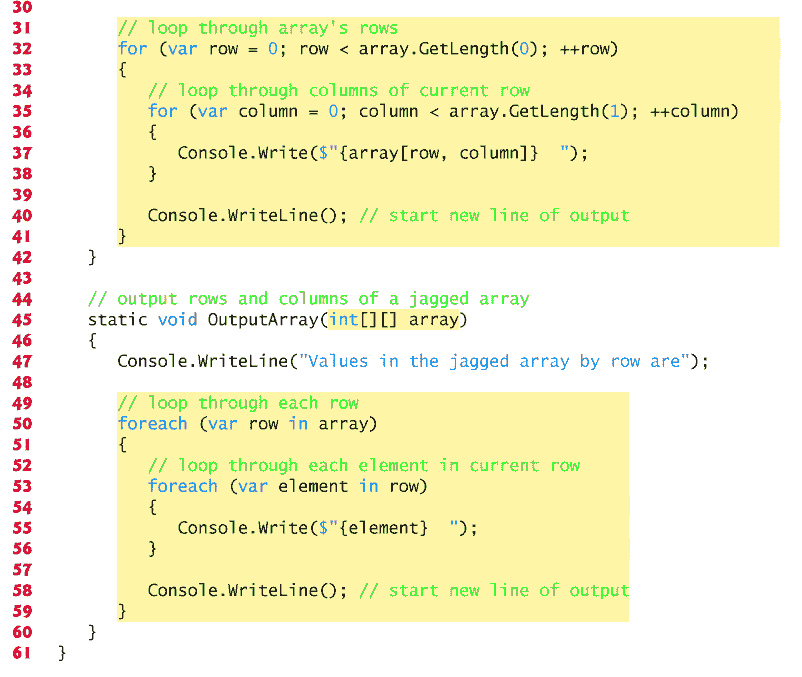 30
31 // loop through array's rows
32 for (var row = 0; row < array.GetLength(0); ++row)
33 {
34 // loop through columns of current row
35 for (var column = 0; column < array.GetLength(1); ++column)
36 {
37 Console.Write($"{array[row, column]}  ");
38 }
39
40 Console.WriteLine(); // start new line of output
41 }
42 }
43
44 // output rows and columns of a jagged array
45 static void OutputArray(int[][] array)
46 {
47 Console.WriteLine("Values in the jagged array by row are");
48
49 // loop through each row
50 foreach (var row in array)
51 {
52 // loop through each element in current row
53 foreach (var element in row)
54 {
55 Console.Write($"{element}  ");
56 }
57
58 Console.WriteLine(); // start new line of output
59 }
60 }
61 }